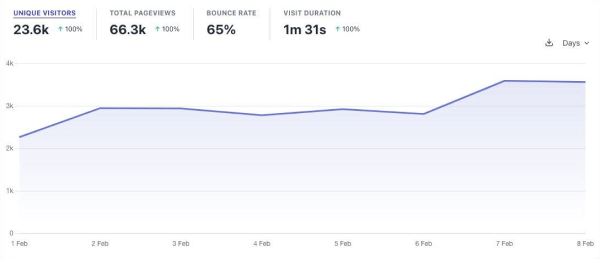 UNIQUE VISITORS TOTAL PAGEVIEWS BOUNCE RATE VISIT DURATION
23.6k ↑ 100% 66.3k ↑ 100% 65% 1m 31s ↑ 100%
Days
4k
3k
2k
1k
0
1 Feb 2 Feb 3 Feb 4 Feb 5 Feb 6 Feb 7 Feb 8 Feb